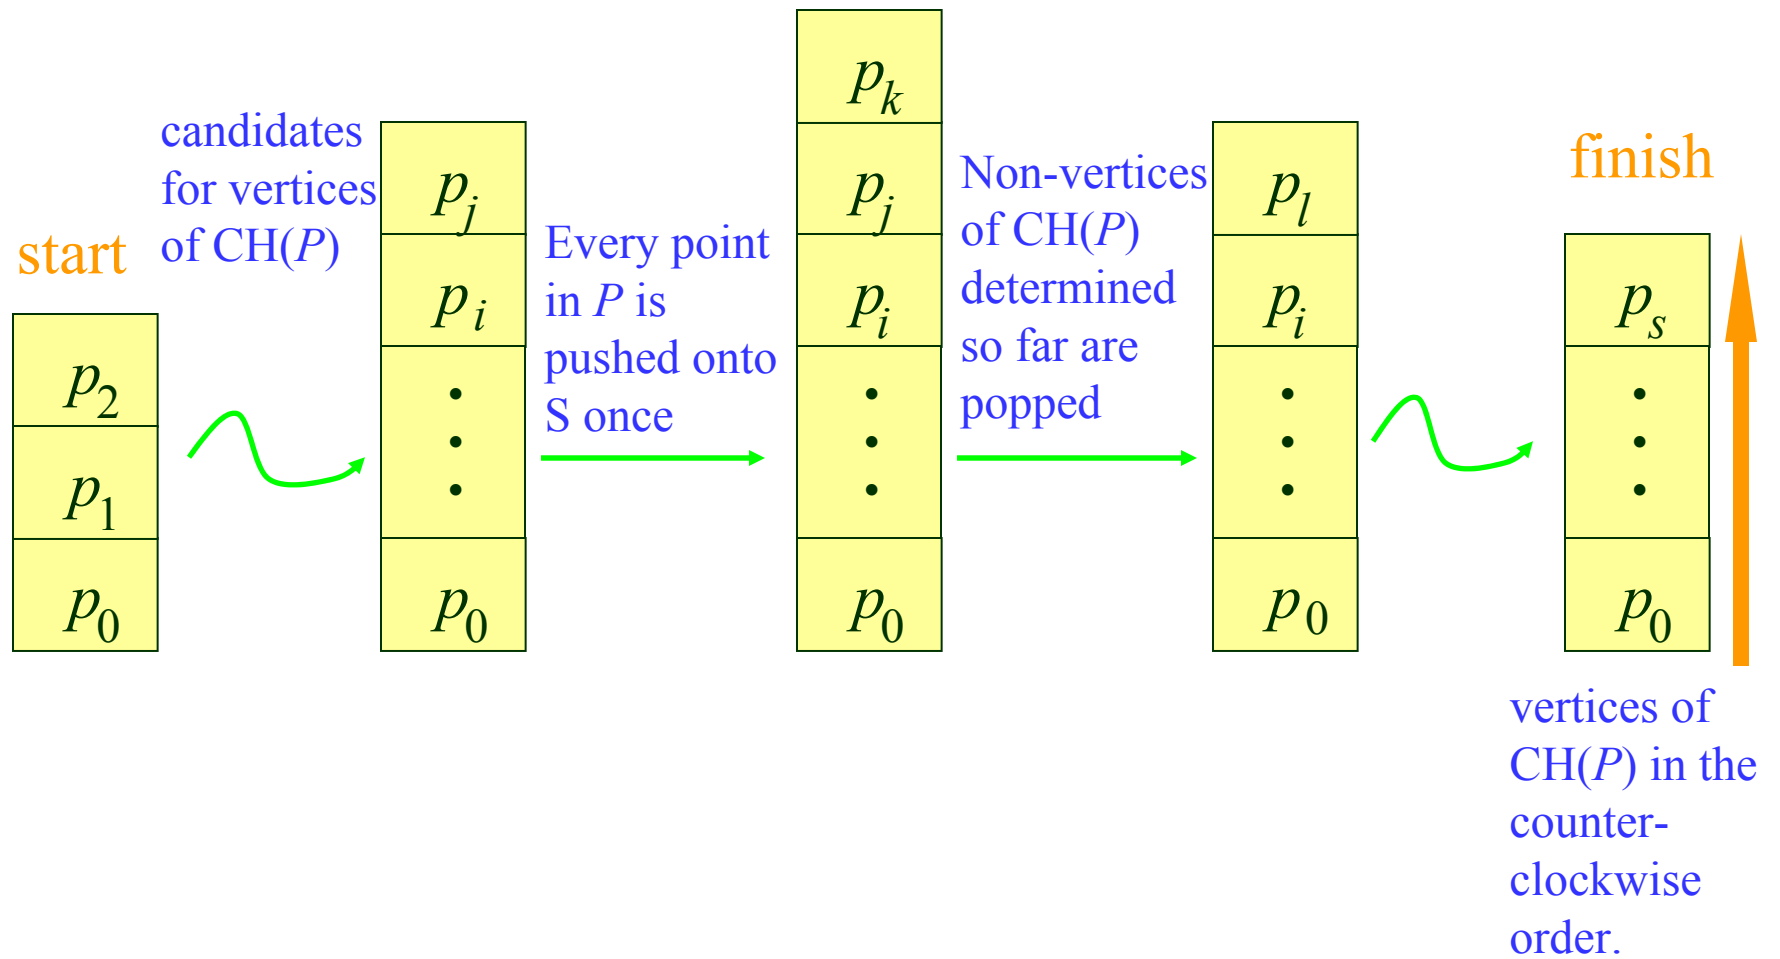 start
p2
p1
p0
candidates
for vertices
of CH(P)
pj
pi
p0
Every point
in P is
pushed onto
S once
pk
pj
pi
p0
Non-vertices
of CH(P)
determined
so far are
popped
pl
pi
p0
finish
ps
p0
vertices of
CH(P) in the
counter-
clockwise
order.